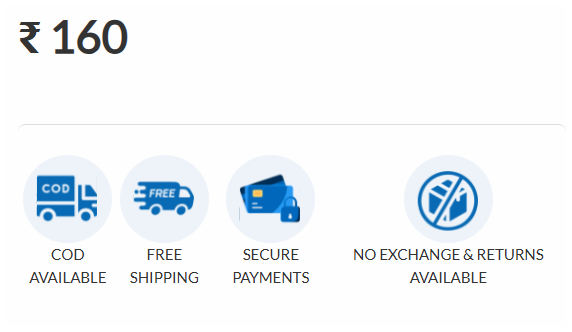 ₹ 160
COD
FREE
COD
AVAILABLE
FREE
SHIPPING
SECURE
PAYMENTS
NO EXCHANGE & RETURNS
AVAILABLE